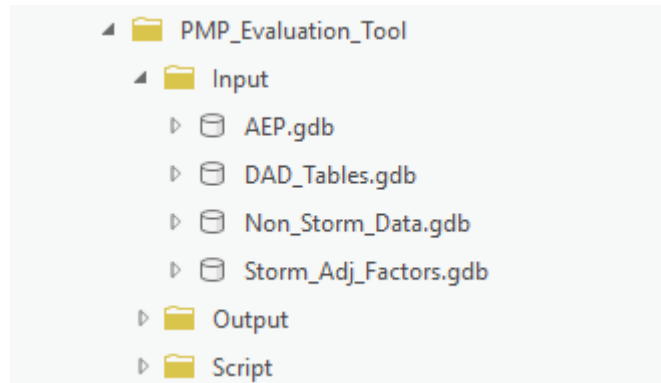 PMP_Evaluation_Tool
Input
AEP.gdb
DAD_Tables.gdb
Non_Storm_Data.gdb
Storm_Adj_Factors.gdb
Output
Script